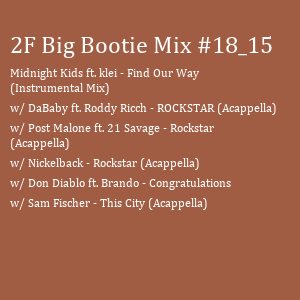 2F Big Bootie Mix #18_15
Midnight Kids ft. klei - Find Our Way
(Instrumental Mix)
w/ DaBaby ft. Roddy Ricch - ROCKSTAR (Acappella)
w/ Post Malone ft. 21 Savage - Rockstar
(Acappella)
w/ Nickelback - Rockstar (Acappella)
w/ Don Diablo ft. Brando - Congratulations
w/ Sam Fischer - This City (Acappella)